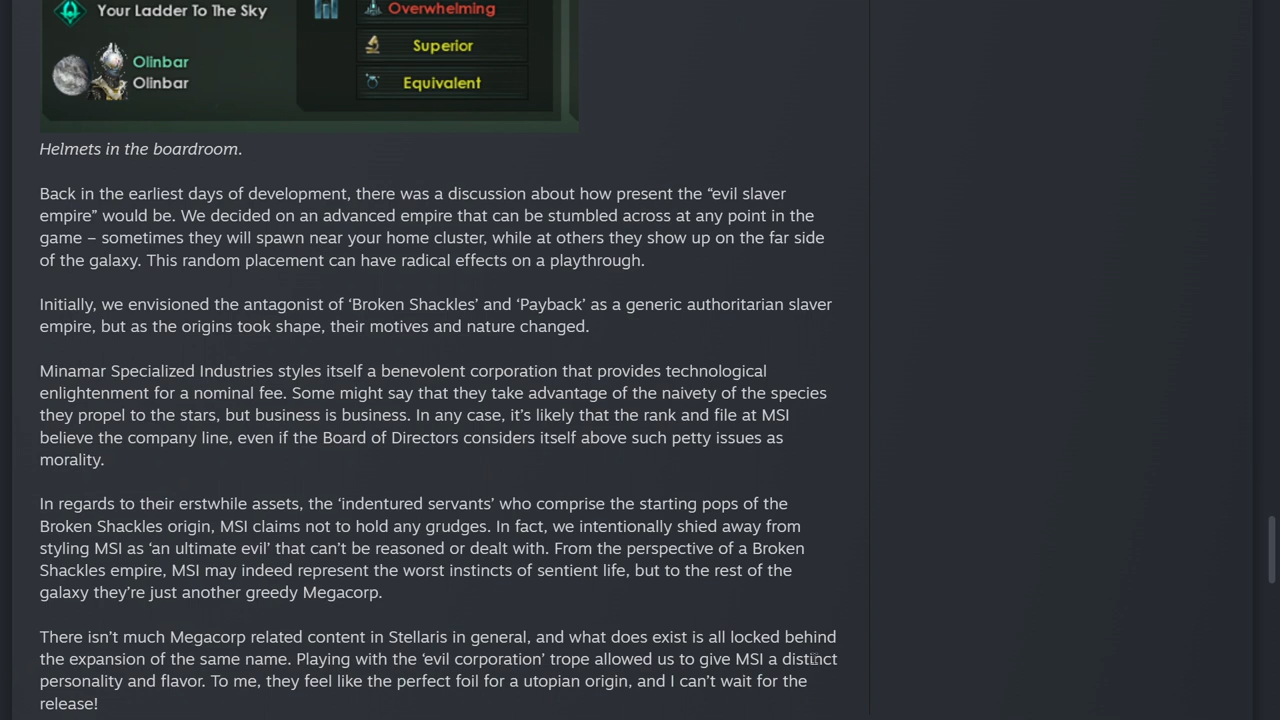 Your Ladder To The Sky
Overwhelming
Superior
Olinbar
Olinbar
Equivalent
Helmets in the boardroom.
Back in the earliest days of development, there was a discussion about how present the “evil slaver
empire” would be. We decided on an advanced empire that can be stumbled across at any point in the
game – sometimes they will spawn near your home cluster, while at others they show up on the far side
of the galaxy. This random placement can have radical effects on a playthrough.
Initially, we envisioned the antagonist of ‘Broken Shackles’ and ‘Payback’ as a generic authoritarian slaver
empire, but as the origins took shape, their motives and nature changed.
Minamar Specialized Industries styles itself a benevolent corporation that provides technological
enlightenment for a nominal fee. Some might say that they take advantage of the naivety of the species
they propel to the stars, but business is business. In any case, it’s likely that the rank and file at MSI
believe the company line, even if the Board of Directors considers itself above such petty issues as
morality.
In regards to their erstwhile assets, the ‘indentured servants’ who comprise the starting pops of the
Broken Shackles origin, MSI claims not to hold any grudges. In fact, we intentionally shied away from
styling MSI as ‘an ultimate evil’ that can’t be reasoned or dealt with. From the perspective of a Broken
Shackles empire, MSI may indeed represent the worst instincts of sentient life, but to the rest of the
galaxy they’re just another greedy Megacorp.
There isn’t much Megacorp related content in Stellaris in general, and what does exist is all locked behind
the expansion of the same name. Playing with the ‘evil corporation’ trope allowed us to give MSI a distinct
personality and flavor. To me, they feel like the perfect foil for a utopian origin, and I can’t wait for the
release!